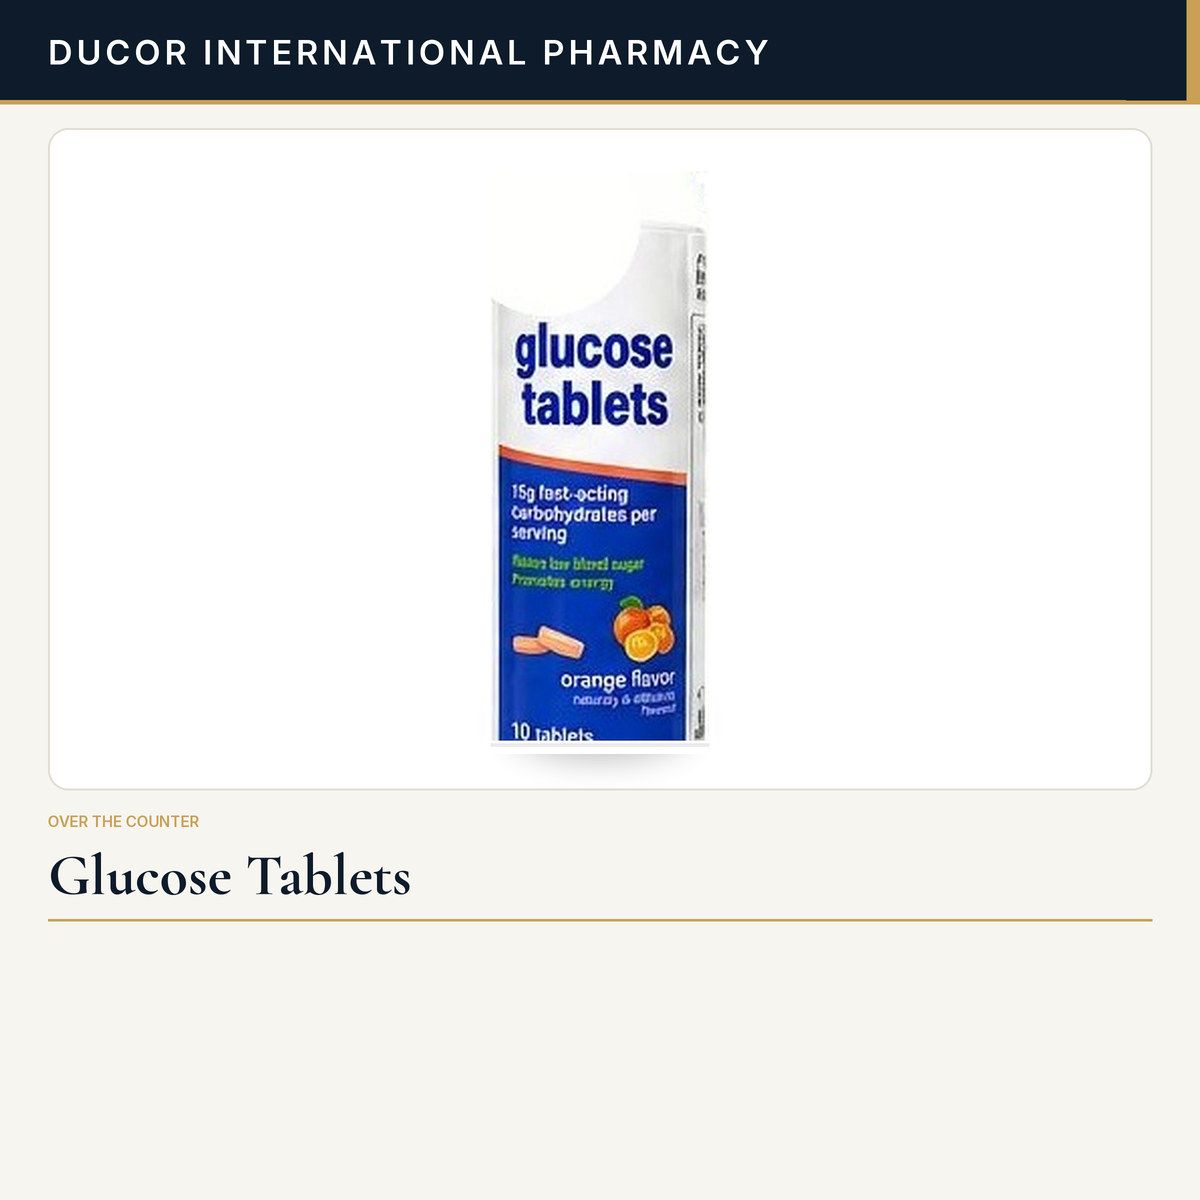 DUCOR INTERNATIONAL PHARMACY
glucose
tablets
15g fast-acting
Carbohydrates per
serving
orange flavor
10 tablets
OVER THE COUNTER
Glucose Tablets